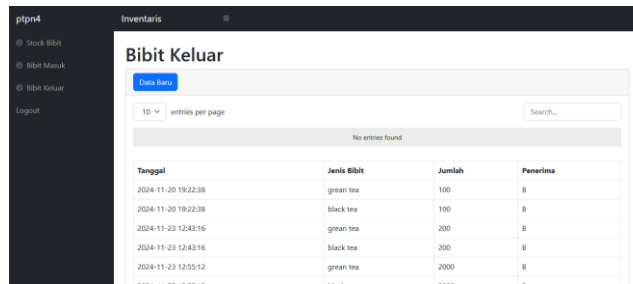 ptpn4 Inventaris
Stock Bibit
Bibit Masuk
Bibit Keluar
Logout
Bibit Keluar
Data Baru
10 entries per page Search...
No entries found
Tanggal Jenis Bibit Jumlah Penerima
2024-11-20 19:22:38 grean tea 100 B
2024-11-20 19:22:38 black tea 100 B
2024-11-23 12:43:16 grean tea 200 B
2024-11-23 12:43:16 black tea 200 B
2024-11-23 12:55:12 grean tea 2000 B